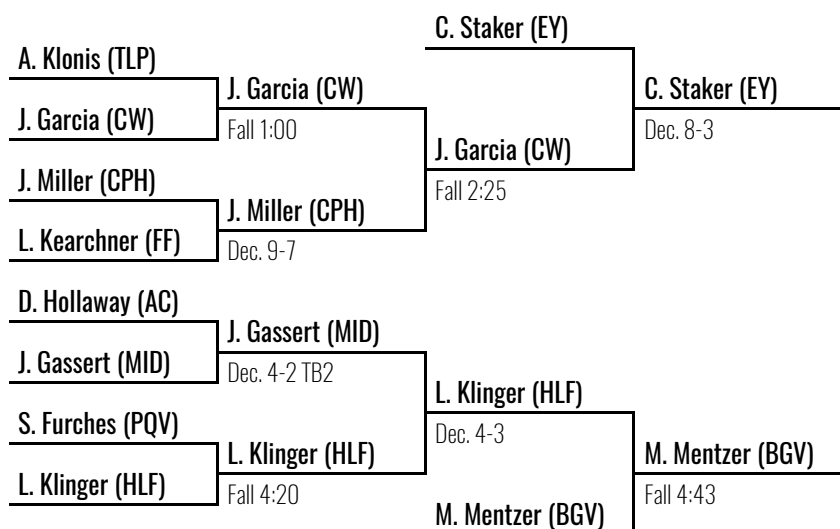 C. Staker (EY)
A. Klonis (TLP)
J. Garcia (CW)
C. Staker (EY)
J. Garcia (CW)
Fall 1:00
Dec. 8-3
J. Garcia (CW)
J. Miller (CPH)
Fall 2:25
J. Miller (CPH)
L. Kearchner (FF)
Dec. 9-7
D. Hollaway (AC)
J. Gassert (MID)
J. Gassert (MID)
Dec. 4-2 TB2
L. Klinger (HLF)
S. Furches (PQV)
Dec. 4-3
L. Klinger (HLF)
M. Mentzer (BGV)
L. Klinger (HLF)
Fall 4:20
Fall 4:43
M. Mentzer (BGV)